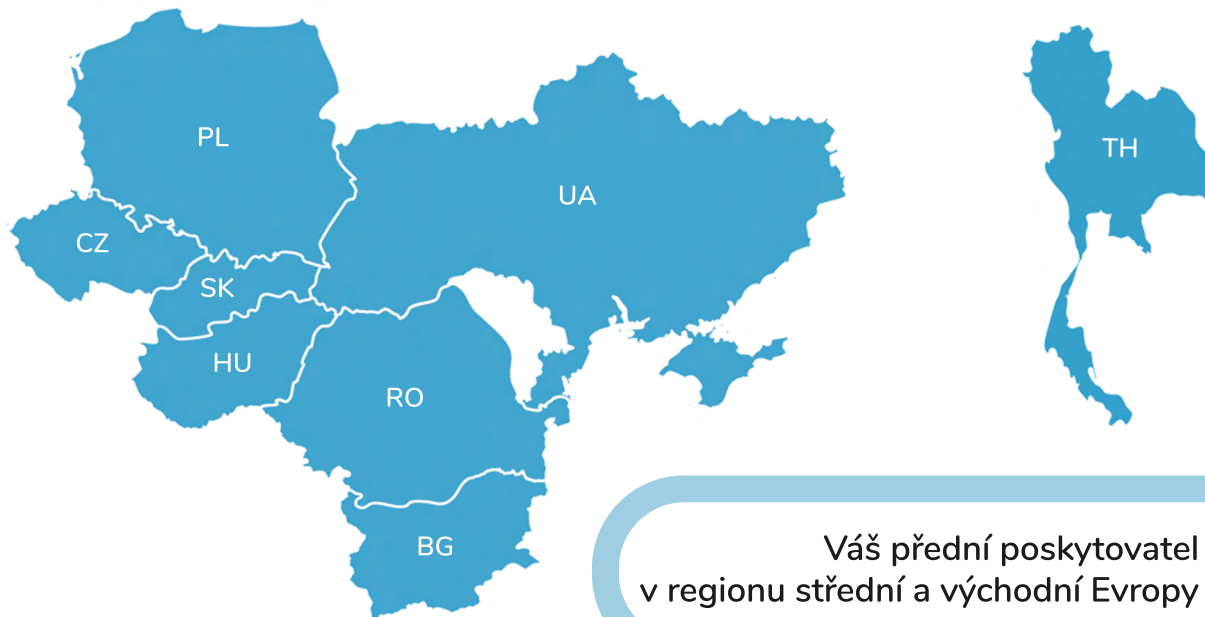 PL
UA
TH
CZ
SK
HU
RO
BG
Váš přední poskytovatel
v regionu střední a východní Evropy